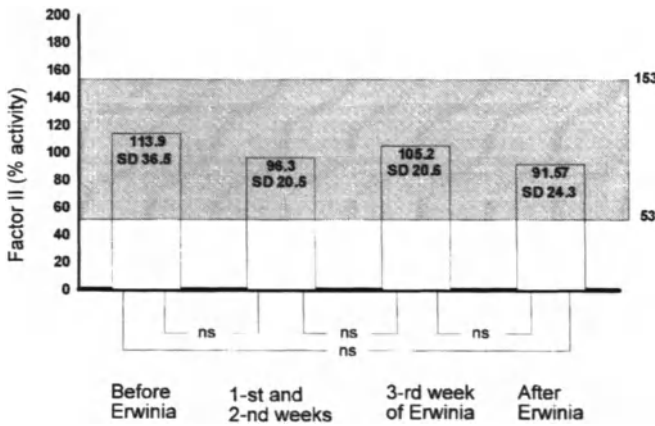 200
180
160
140
120
100
80
60
40
20
0
Factor II (% activity)
153
53
113.9
SD 36.5
96.3
SD 20.5
105.2
SD 20.5
91.57
SD 24.3
ns
ns
ns
ns
Before
Erwinia
1-st and
2-nd weeks
3-rd week
of Erwinia
After
Erwinia